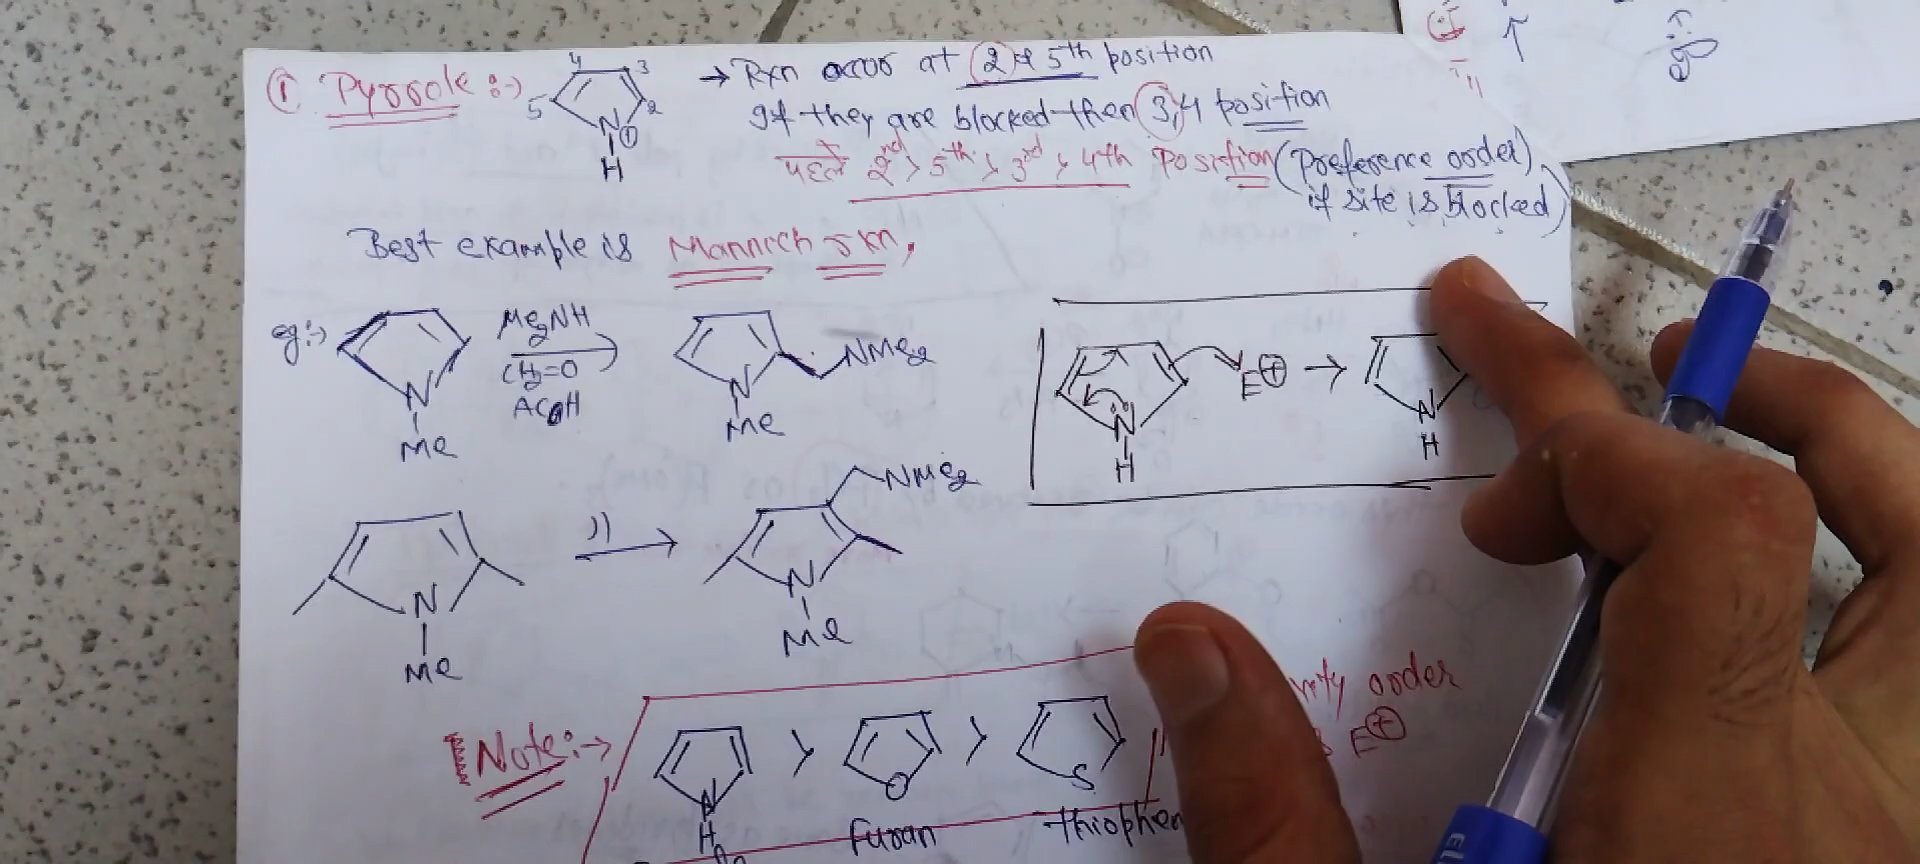 ① Pyrrole :-> 5 4 3 2 N H → Rxn occur at 2 & 5th position
If they are blocked then 3,4 position
पहले 2nd > 5th > 3rd > 4th Position (Preference order)
if site is blocked
Best example is Mannich rxn,
eg:-) N Me Me2NH CH2=O ACOH N Me NMe2
N H E⊕ → N H
N Me )) N Me NMe2
Note:-> N H > O > S
order
E⊕
furan thiophen